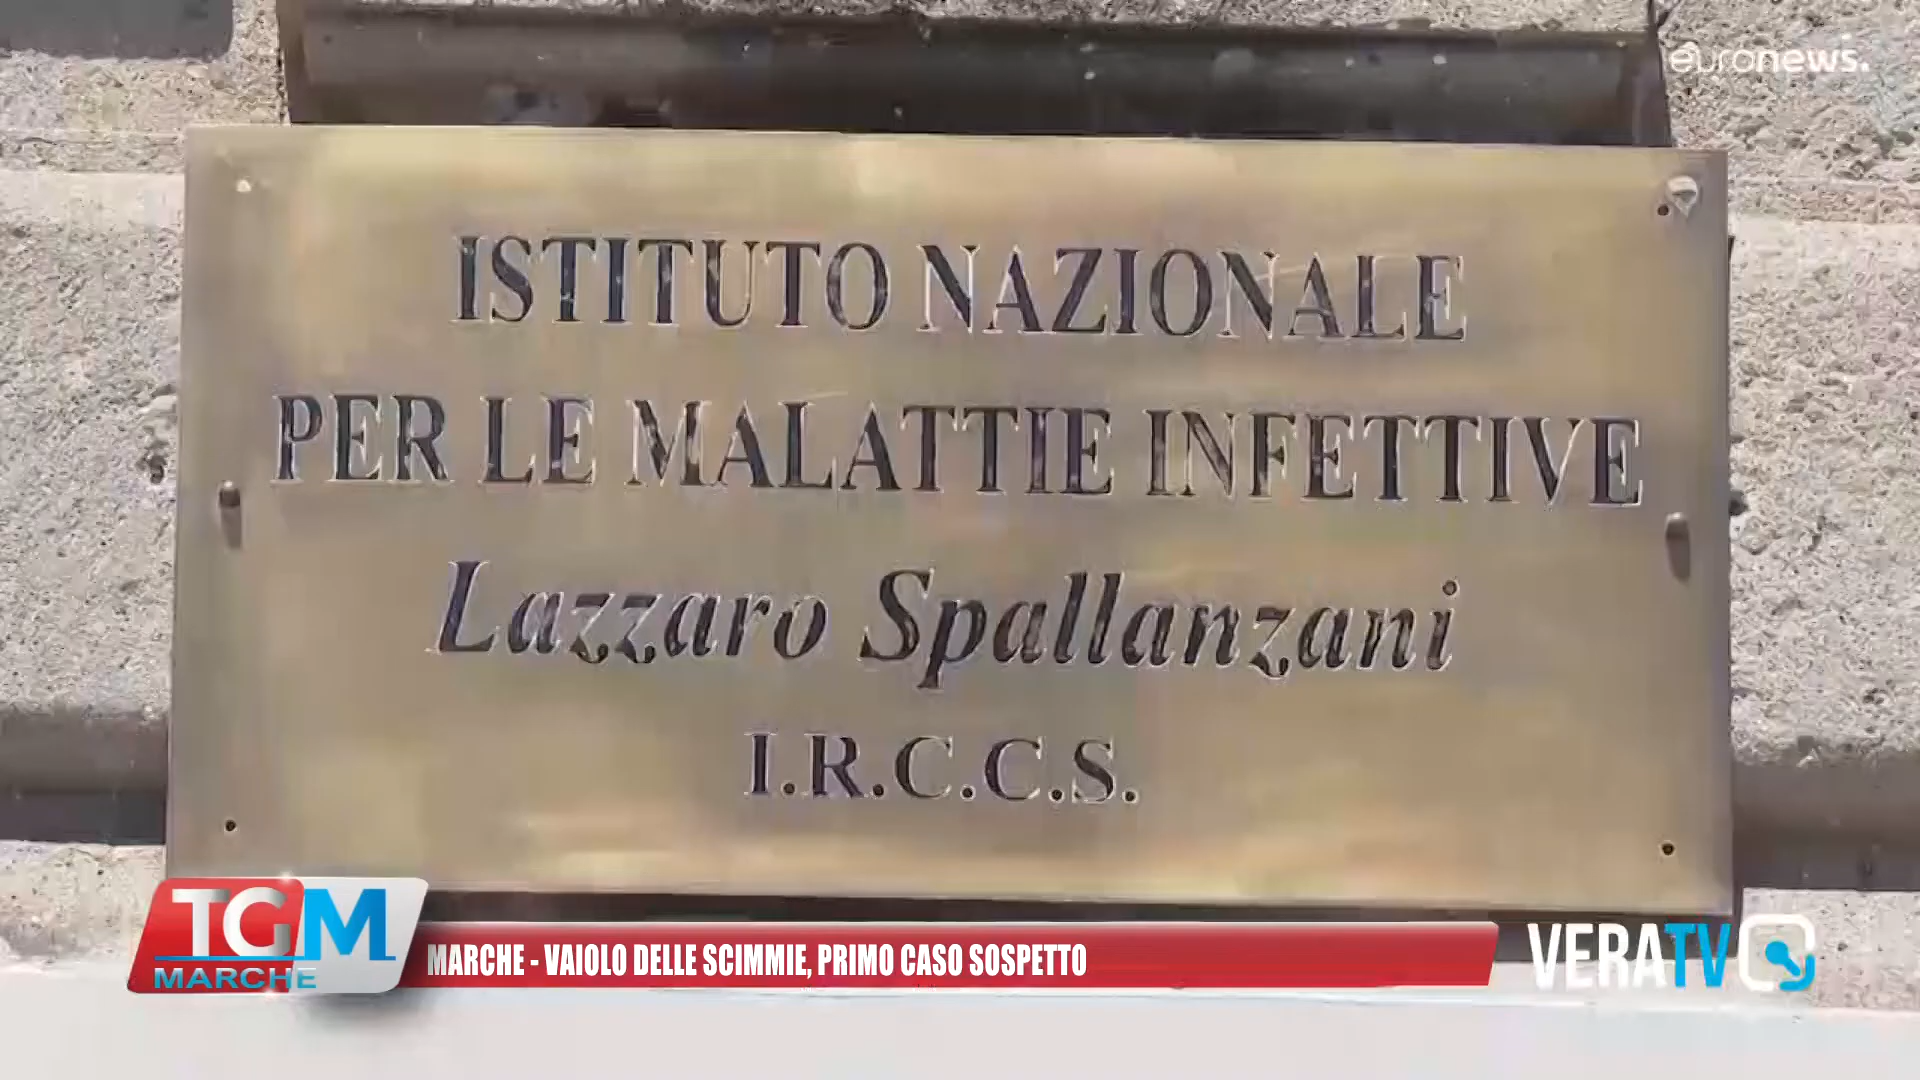 euronews.
ISTITUTO NAZIONALE
PER LE MALATTIE INFETTIVE
Lazzaro Spallanzani
I.R.C.C.S.
TGM
MARCHE
MARCHE - VAIOLO DELLE SCIMMIE, PRIMO CASO SOSPETTO
VERATV